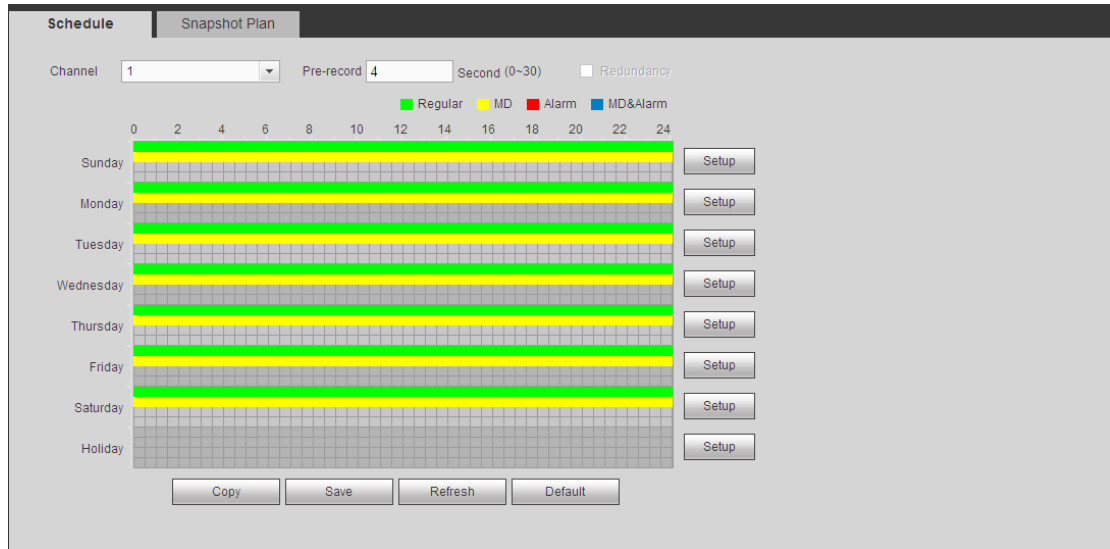 Schedule Snapshot Plan
Channel 1 Pre-record 4 Second (0~30) Redundancy
Regular MD Alarm MD&Alarm
0 2 4 6 8 10 12 14 16 18 20 22 24
Sunday Setup
Monday Setup
Tuesday Setup
Wednesday Setup
Thursday Setup
Friday Setup
Saturday Setup
Holiday Setup
Copy Save Refresh Default